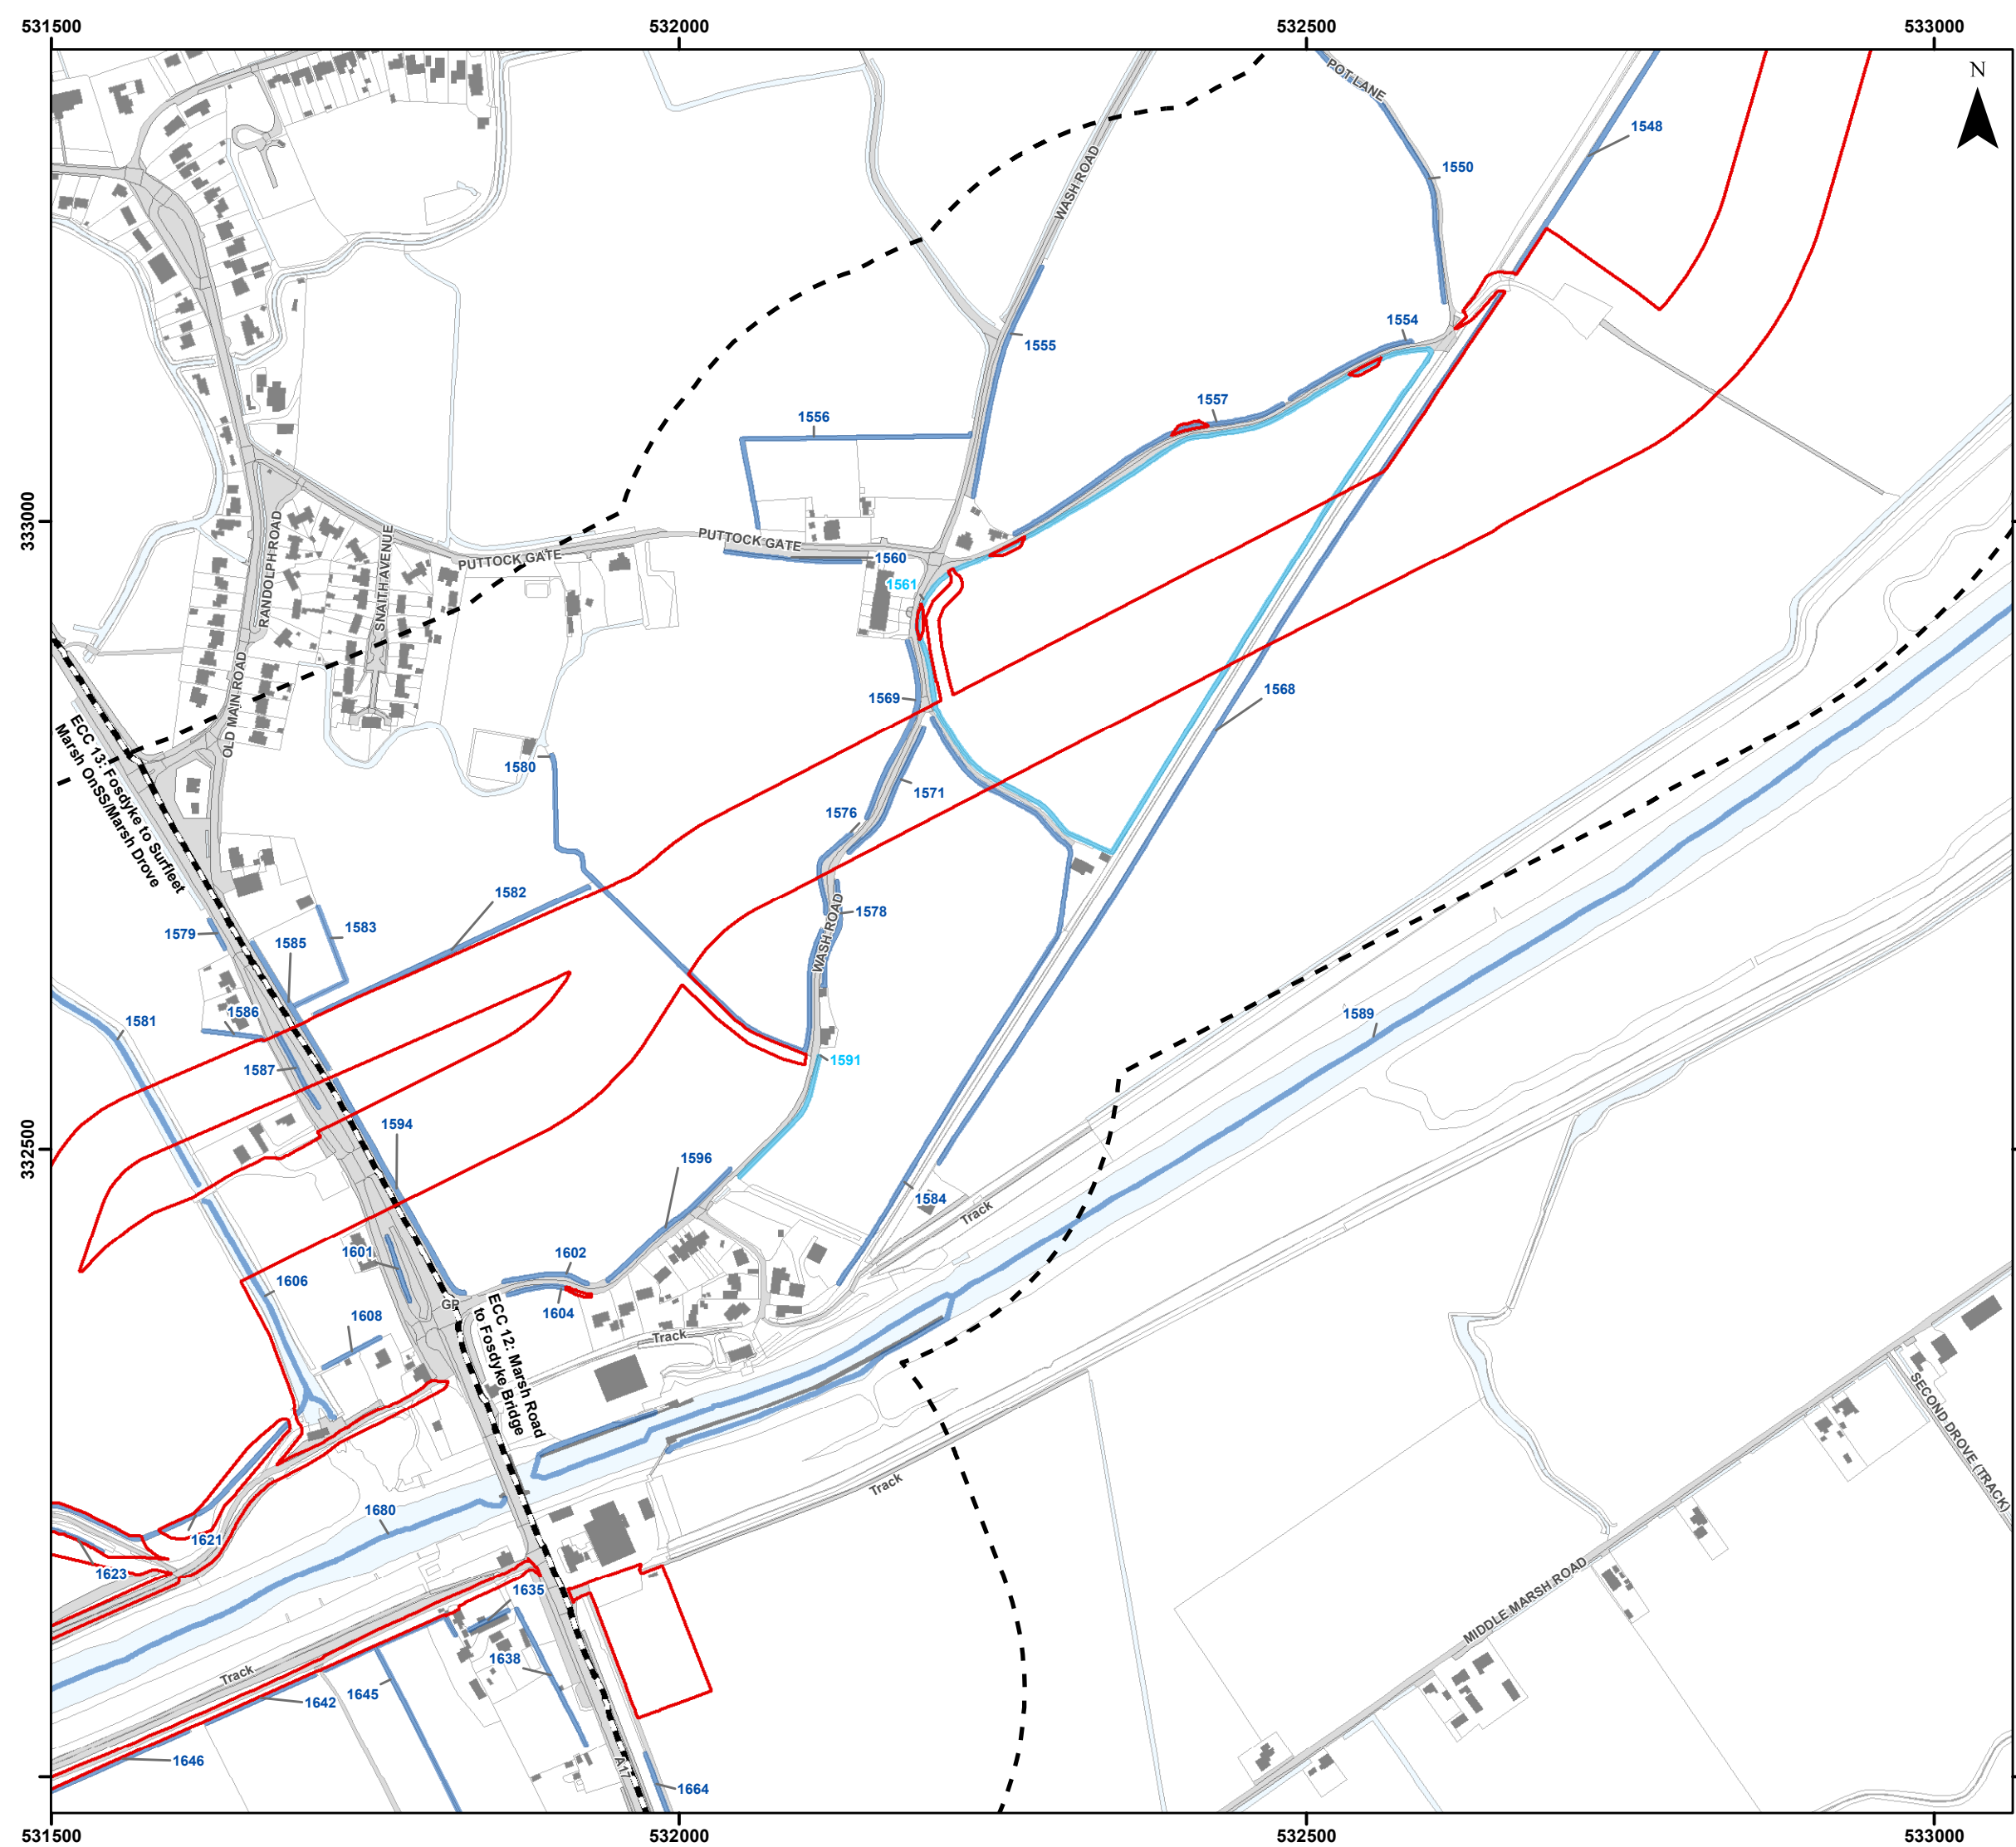 531500
532000
532500
533000
N
POT LANE
1548
1550
WASH ROAD
1555
1554
1557
1556
333000
PUTTOCK GATE
PUTTOCK GATE
1560
1561
RANDOLPH ROAD
SNAITH AVENUE
OLD MAIN ROAD
1569
1568
ECC 13: Fosdyke to Surfleet
Marsh OnSS/Marsh Drove
1580
1571
1576
1582
1578
1583
1579
1585
WASH ROAD
1586
1581
1589
1587
1591
1594
332500
1596
1584
Track
1602
1601
1606
1604
GP
1608
ECC 12: Marsh Road
to Fosdyke Bridge
Track
SECOND DROVE (TRACK)
Track
1680
1621
1623
1635
MIDDLE MARSH ROAD
1638
Track
1645
1642
1646
A17
1664
531500
532000
532500
533000